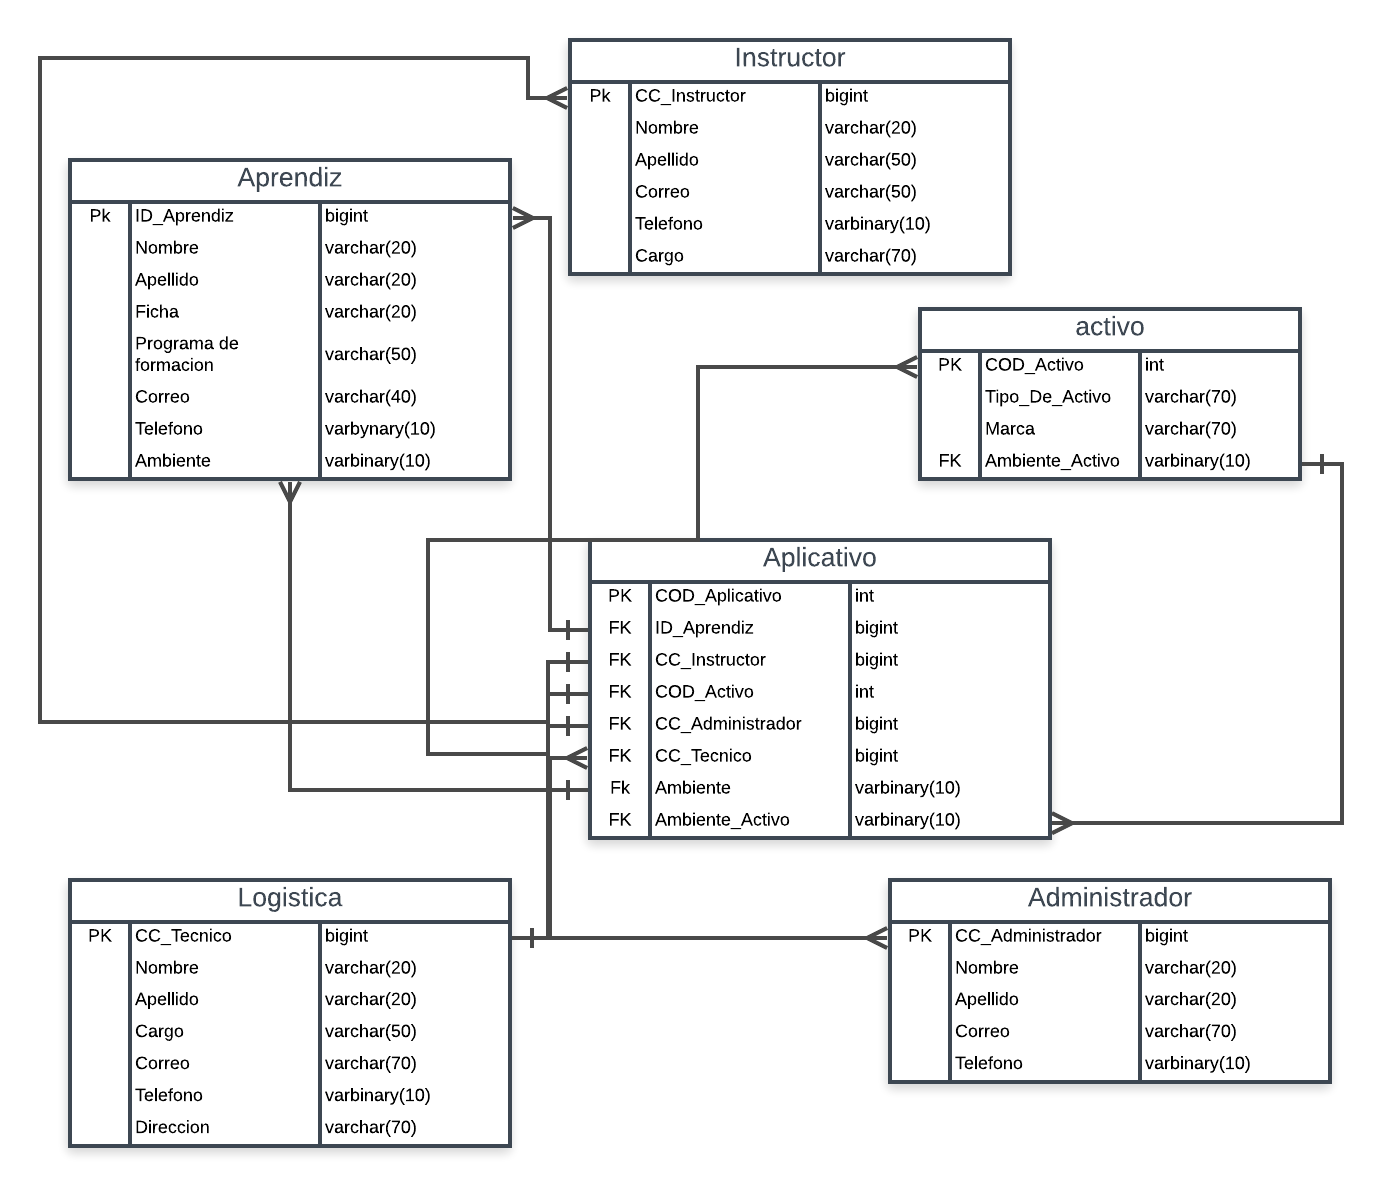 Instructor
Pk CC_Instructor bigint
Nombre varchar(20)
Apellido varchar(50)
Correo varchar(50)
Telefono varbinary(10)
Cargo varchar(70)
Aprendiz
Pk ID_Aprendiz bigint
Nombre varchar(20)
Apellido varchar(20)
Ficha varchar(20)
Programa de
formacion varchar(50)
Correo varchar(40)
Telefono varbynary(10)
Ambiente varbinary(10)
activo
PK COD_Activo int
Tipo_De_Activo varchar(70)
Marca varchar(70)
FK Ambiente_Activo varbinary(10)
Aplicativo
PK COD_Aplicativo int
FK ID_Aprendiz bigint
FK CC_Instructor bigint
FK COD_Activo int
FK CC_Administrador bigint
FK CC_Tecnico bigint
Fk Ambiente varbinary(10)
FK Ambiente_Activo varbinary(10)
Logistica
PK CC_Tecnico bigint
Nombre varchar(20)
Apellido varchar(20)
Cargo varchar(50)
Correo varchar(70)
Telefono varbinary(10)
Direccion varchar(70)
Administrador
PK CC_Administrador bigint
Nombre varchar(20)
Apellido varchar(20)
Correo varchar(70)
Telefono varbinary(10)